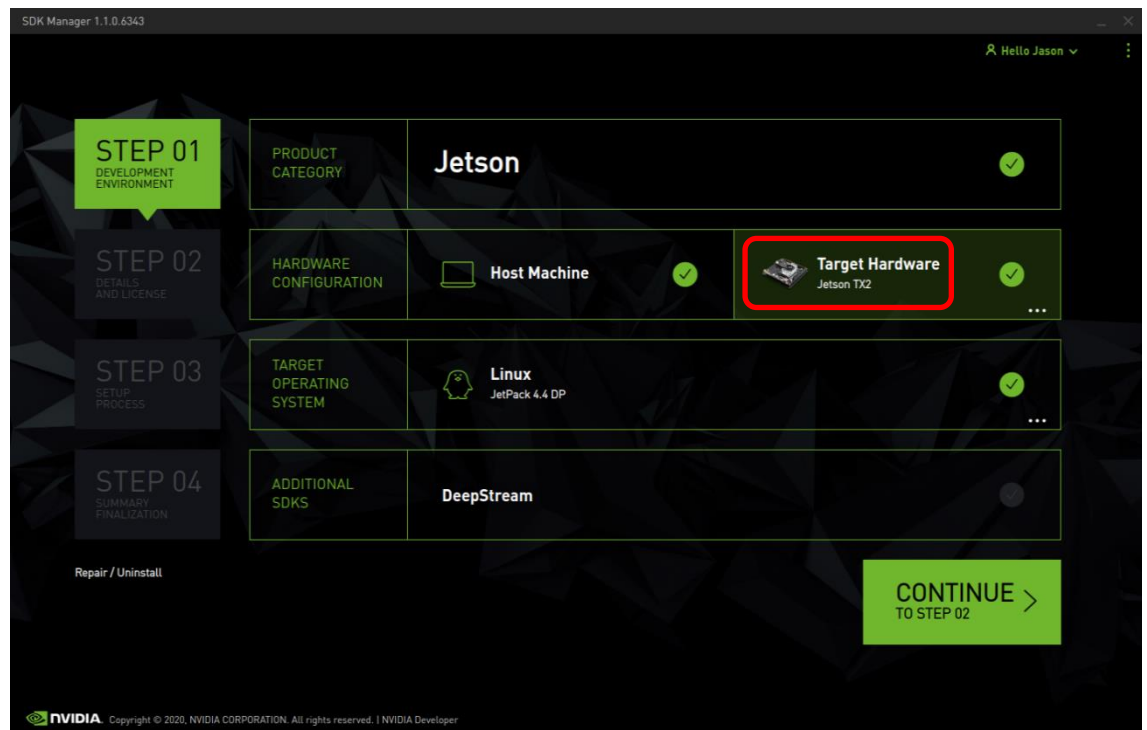 SDK Manager 1.1.0.6343
Hello Jason
STEP 01
DEVELOPMENT
ENVIRONMENT
PRODUCT
CATEGORY
Jetson
STEP 02
DETAILS
AND LICENSE
HARDWARE
CONFIGURATION
Host Machine
Target Hardware
Jetson TX2
...
STEP 03
SETUP
PROCESS
TARGET
OPERATING
SYSTEM
Linux
JetPack 4.4 DP
...
STEP 04
SUMMARY
FINALIZATION
ADDITIONAL
SDKS
DeepStream
Repair / Uninstall
CONTINUE >
TO STEP 02
NVIDIA. Copyright © 2020, NVIDIA CORPORATION. All rights reserved. | NVIDIA Developer